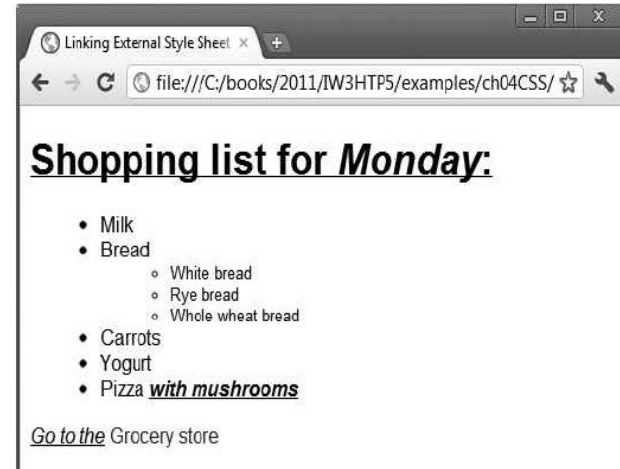 Linking External Style Sheet
file:///C:/books/2011/IW3HTP5/examples/ch04CSS/
Shopping list for Monday:
Milk
Bread
White bread
Rye bread
Whole wheat bread
Carrots
Yogurt
Pizza with mushrooms
Go to the Grocery store